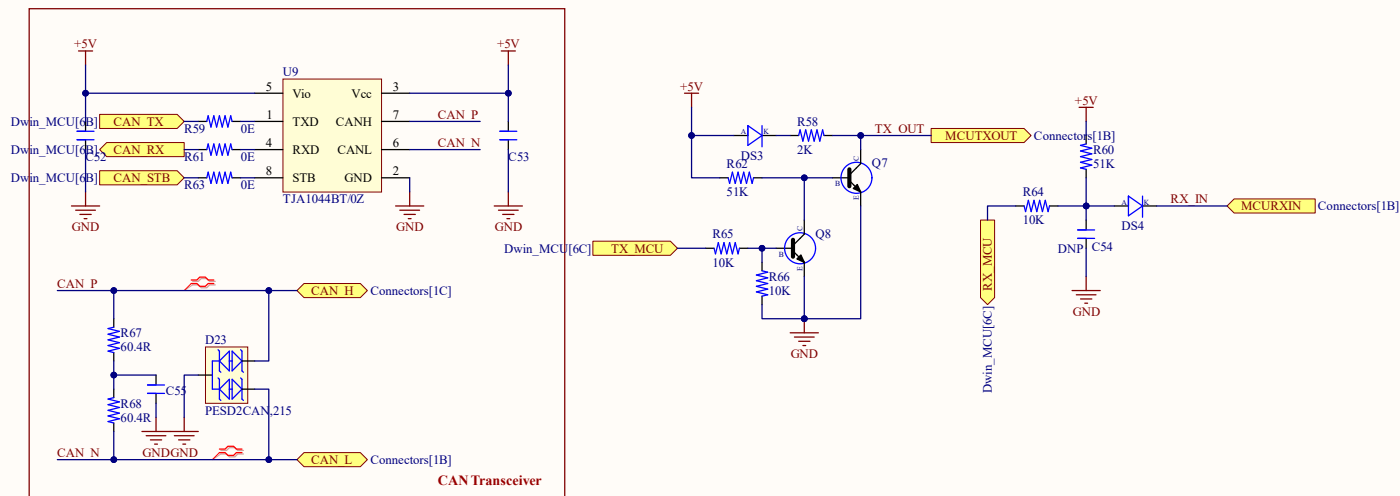 +5V
+5V
U9
5
Vio
Vcc
3
Dwin_MCU[6B]
CAN_TX
R59
0E
1
TXD
CANH
7
CAN_P
Dwin_MCU[6B]
CAN_RX
R61
0E
4
RXD
CANL
6
CAN_N
C52
C53
Dwin_MCU[6B]
CAN_STB
R63
0E
8
STB
GND
2
TJA1044BT/0Z
GND
GND
GND
CAN_P
CAN_H
Connectors[1C]
R67
60.4R
D23
C55
R68
60.4R
PESD2CAN,215
GND
GND
CAN_N
CAN_L
Connectors[1B]
CAN Transceiver
+5V
A
K
DS3
R58
2K
TX_OUT
MCUTXOUT
Connectors[1B]
R62
51K
C
B
E
Q7
Dwin_MCU[6C]
TX_MCU
R65
10K
C
B
E
Q8
R66
10K
GND
+5V
R60
51K
R64
10K
A
K
DS4
RX_IN
MCURXIN
Connectors[1B]
DNP
C54
GND
RX_MCU
Dwin_MCU[6C]